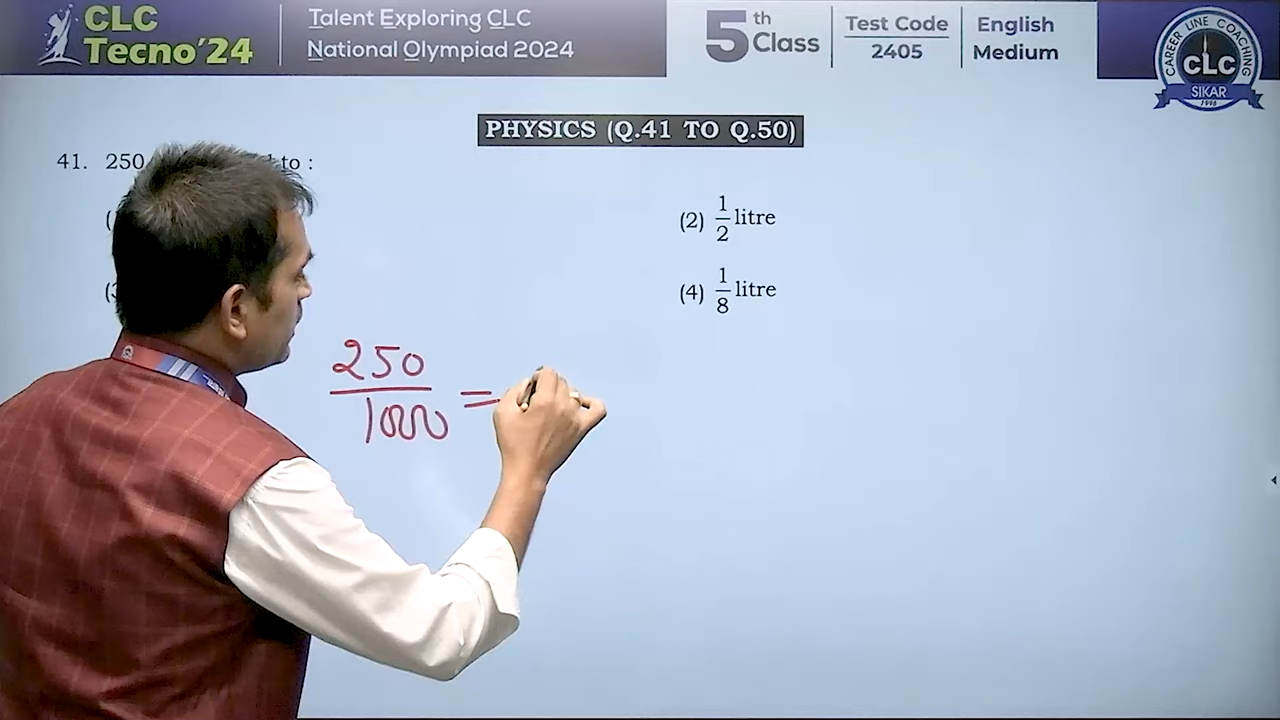 CLC
Tecno'24
Talent Exploring CLC
National Olympiad 2024
5th Class
Test Code
2405
English
Medium
CAREER LINE COACHING
CLC
SIKAR
1996
PHYSICS (Q.41 TO Q.50)
41. 250 to :
(2) 1/2 litre
(4) 1/8 litre
250/1000 =